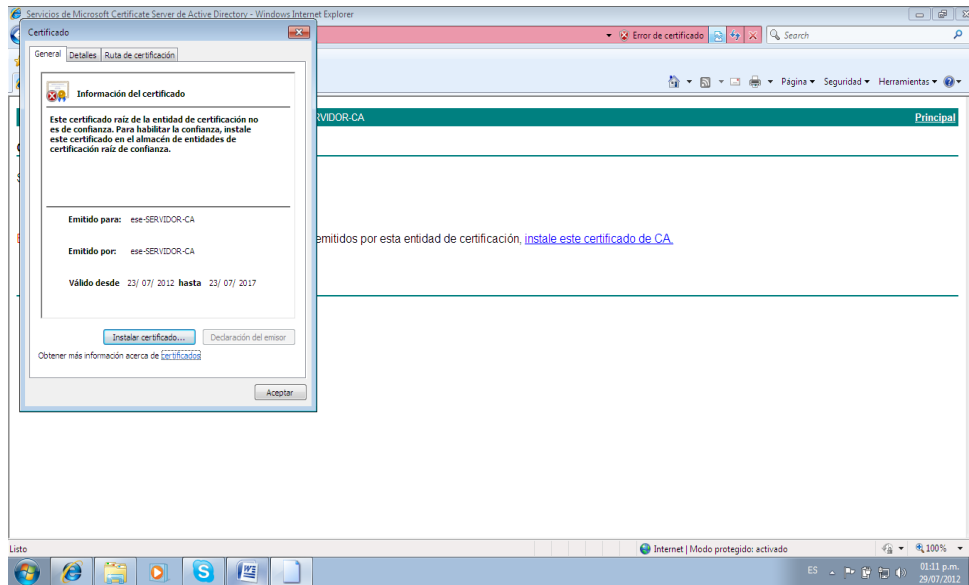 Servicios de Microsoft Certificate Server de Active Directory - Windows Internet Explorer
Certificado
Error de certificado
Search
General
Detalles
Ruta de certificación
Página
Seguridad
Herramientas
Información del certificado
Este certificado raíz de la entidad de certificación no
es de confianza. Para habilitar la confianza, instale
este certificado en el almacén de entidades de
certificación raíz de confianza.
RVIDOR-CA
Principal
Emitido para: ese-SERVIDOR-CA
emitidos por esta entidad de certificación, instale este certificado de CA.
Emitido por: ese-SERVIDOR-CA
Válido desde 23/ 07/ 2012 hasta 23/ 07/ 2017
Instalar certificado...
Declaración del emisor
Obtener más información acerca de certificados
Aceptar
Listo
Internet | Modo protegido: activado
100%
ES
01:11 p.m.
29/07/2012